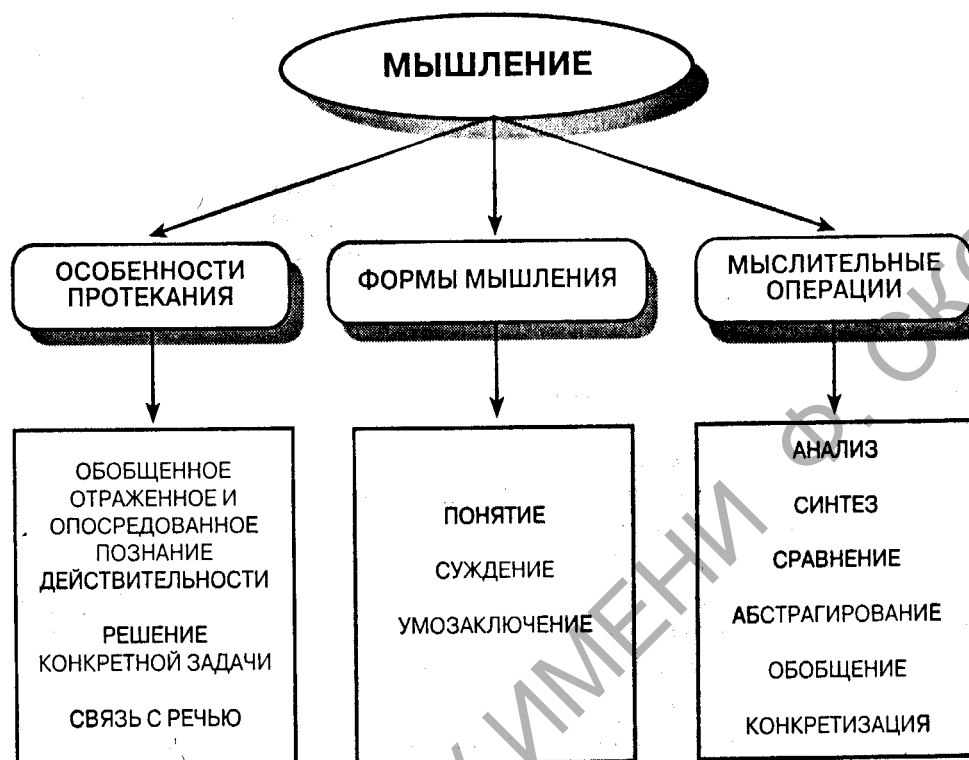 МЫШЛЕНИЕ
ОСОБЕННОСТИ
ПРОТЕКАНИЯ
ФОРМЫ МЫШЛЕНИЯ
МЫСЛИТЕЛЬНЫЕ
ОПЕРАЦИИ
ОБОБЩЕННОЕ
ОТРАЖЕННОЕ И
ОПОСРЕДОВАННОЕ
ПОЗНАНИЕ
ДЕЙСТВИТЕЛЬНОСТИ
РЕШЕНИЕ
КОНКРЕТНОЙ ЗАДАЧИ
СВЯЗЬ С РЕЧЬЮ
ПОНЯТИЕ
СУЖДЕНИЕ
УМОЗАКЛЮЧЕНИЕ
АНАЛИЗ
СИНТЕЗ
СРАВНЕНИЕ
АБСТРАГИРОВАНИЕ
ОБОБЩЕНИЕ
КОНКРЕТИЗАЦИЯ
ИМЕНИ Ф.